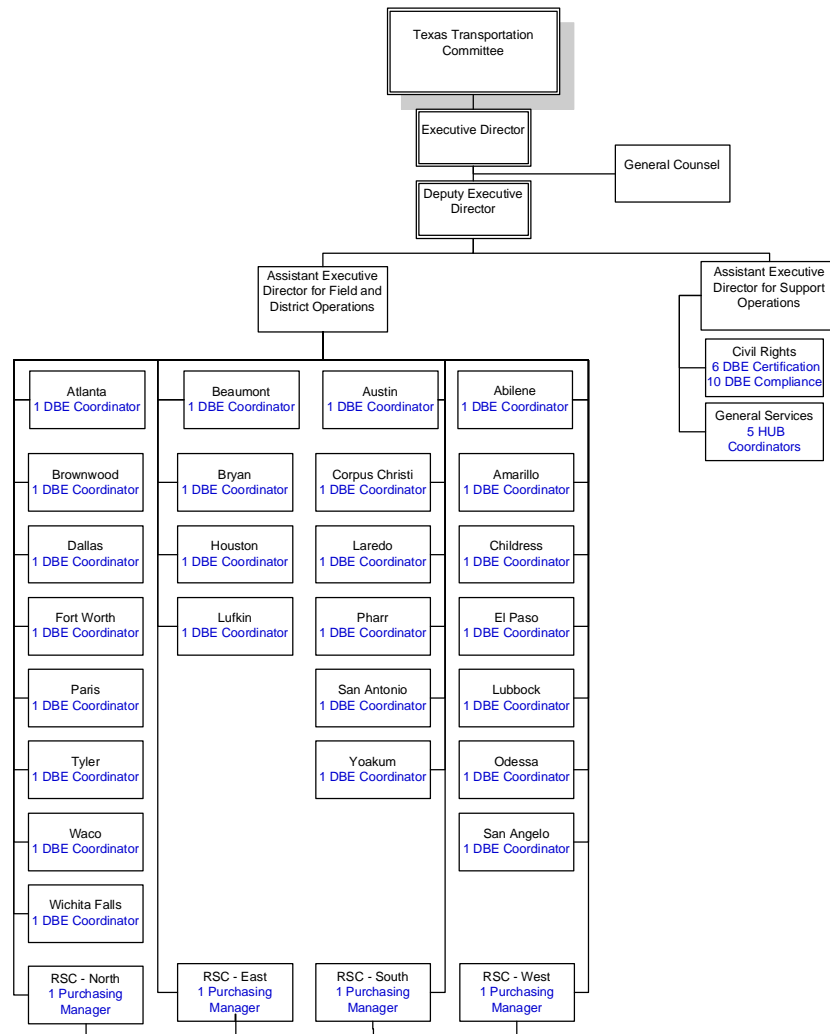 Texas Transportation
Committee
Executive Director
General Counsel
Deputy Executive
Director
Assistant Executive
Director for Field and
District Operations
Assistant Executive
Director for Support
Operations
Civil Rights
6 DBE Certification
10 DBE Compliance
General Services
5 HUB
Coordinators
Atlanta
1 DBE Coordinator
Beaumont
1 DBE Coordinator
Austin
1 DBE Coordinator
Abilene
1 DBE Coordinator
Brownwood
1 DBE Coordinator
Bryan
1 DBE Coordinator
Corpus Christi
1 DBE Coordinator
Amarillo
1 DBE Coordinator
Dallas
1 DBE Coordinator
Houston
1 DBE Coordinator
Laredo
1 DBE Coordinator
Childress
1 DBE Coordinator
Fort Worth
1 DBE Coordinator
Lufkin
1 DBE Coordinator
Pharr
1 DBE Coordinator
El Paso
1 DBE Coordinator
Paris
1 DBE Coordinator
San Antonio
1 DBE Coordinator
Lubbock
1 DBE Coordinator
Tyler
1 DBE Coordinator
Yoakum
1 DBE Coordinator
Odessa
1 DBE Coordinator
Waco
1 DBE Coordinator
San Angelo
1 DBE Coordinator
Wichita Falls
1 DBE Coordinator
RSC - North
1 Purchasing
Manager
RSC - East
1 Purchasing
Manager
RSC - South
1 Purchasing
Manager
RSC - West
1 Purchasing
Manager